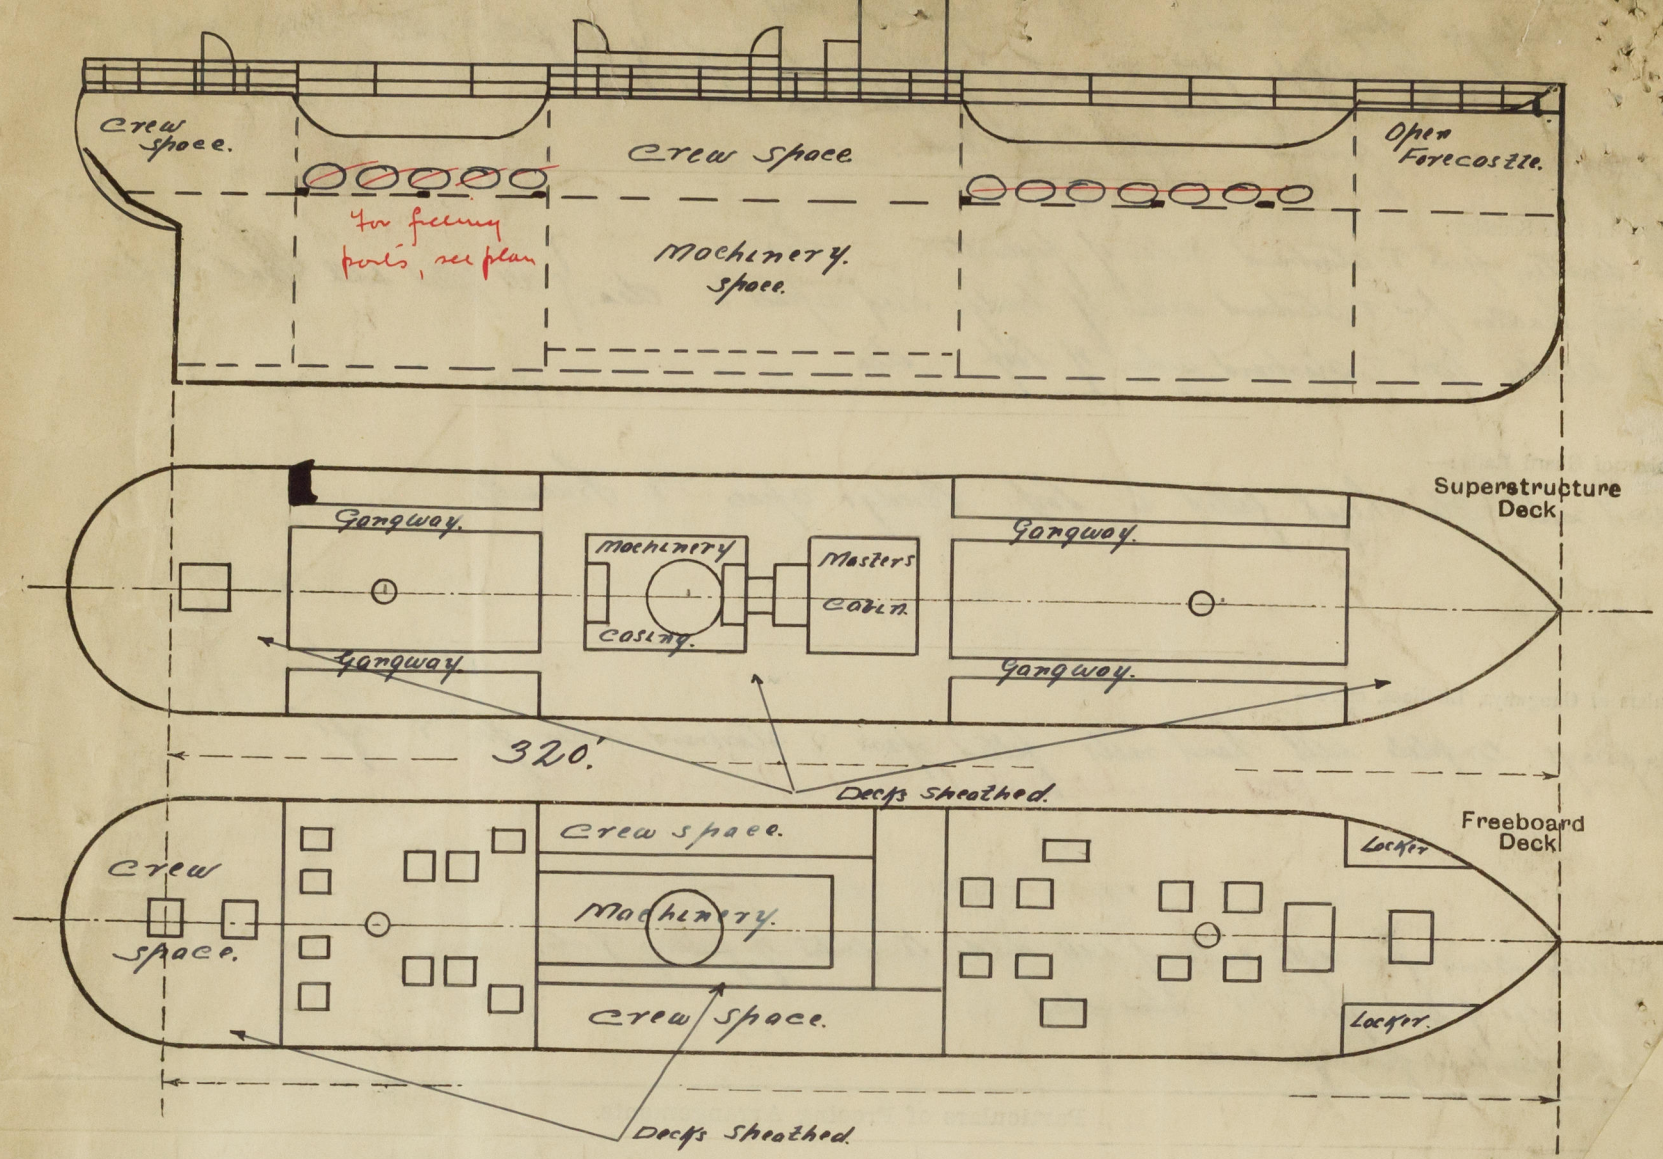 Crew
space.
Crew space
Open
Forecastle.
For freeing
ports, see plan
Machinery.
space.
Superstructure
Deck
Gangway.
Gangway.
Machinery
Casing.
Masters
Cabin.
Gangway.
Gangway.
320'.
Decks Sheathed.
Freeboard
Deck
Crew space.
Locker
Crew
space.
Machinery.
Crew space.
Locker.
Decks Sheathed.